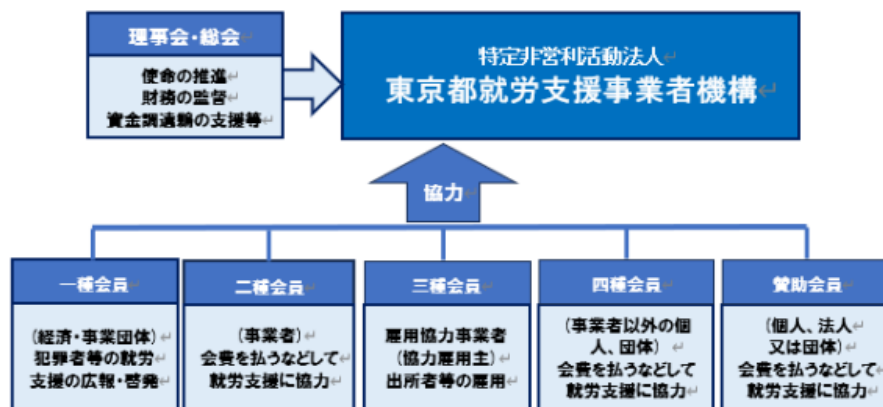 理事会・総会
使命の推進
財務の監督
資金調遺輸の支援等
特定非営利活動法人
東京都就労支援事業者機構
協力
一種会員
(経済・事業団体)
犯罪者等の就労
支援の広報・啓発
二種会員
(事業者)
会費を払うなどして
就労支援に協力
三種会員
雇用協力事業者
(協力雇用主)
出所者等の雇用
四種会員
(事業者以外の個
人、団体)
会費を払うなどして
就労支援に協力
賛助会員
(個人、法人
又は団体)
会費を払うなどして
就労支援に協力